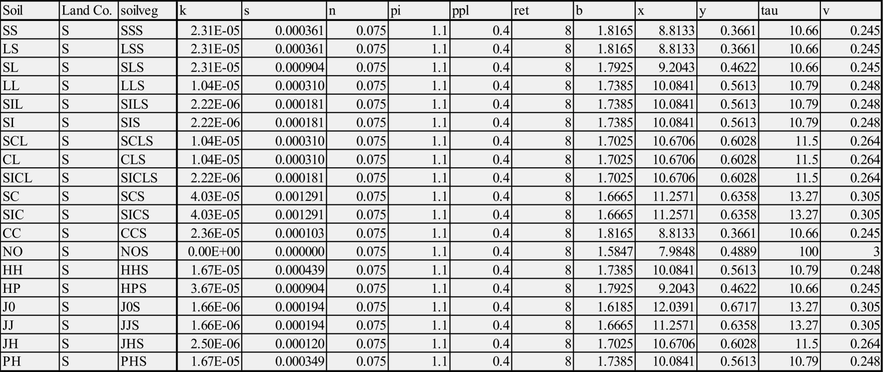 Soil Land Co. soilveg k s n pi ppl ret b x y tau v
SS S SSS 2.31E-05 0.000361 0.075 1.1 0.4 8 1.8165 8.8133 0.3661 10.66 0.245
LS S LSS 2.31E-05 0.000361 0.075 1.1 0.4 8 1.8165 8.8133 0.3661 10.66 0.245
SL S SLS 2.31E-05 0.000904 0.075 1.1 0.4 8 1.7925 9.2043 0.4622 10.66 0.245
LL S LLS 1.04E-05 0.000310 0.075 1.1 0.4 8 1.7385 10.0841 0.5613 10.79 0.248
SIL S SILS 2.22E-06 0.000181 0.075 1.1 0.4 8 1.7385 10.0841 0.5613 10.79 0.248
SI S SIS 2.22E-06 0.000181 0.075 1.1 0.4 8 1.7385 10.0841 0.5613 10.79 0.248
SCL S SCLS 1.04E-05 0.000310 0.075 1.1 0.4 8 1.7025 10.6706 0.6028 11.5 0.264
CL S CLS 1.04E-05 0.000310 0.075 1.1 0.4 8 1.7025 10.6706 0.6028 11.5 0.264
SICL S SICLS 2.22E-06 0.000181 0.075 1.1 0.4 8 1.7025 10.6706 0.6028 11.5 0.264
SC S SCS 4.03E-05 0.001291 0.075 1.1 0.4 8 1.6665 11.2571 0.6358 13.27 0.305
SIC S SICS 4.03E-05 0.001291 0.075 1.1 0.4 8 1.6665 11.2571 0.6358 13.27 0.305
CC S CCS 2.36E-05 0.000103 0.075 1.1 0.4 8 1.8165 8.8133 0.3661 10.66 0.245
NO S NOS 0.00E+00 0.000000 0.075 1.1 0.4 8 1.5847 7.9848 0.4889 100 3
HH S HHS 1.67E-05 0.000439 0.075 1.1 0.4 8 1.7385 10.0841 0.5613 10.79 0.248
HP S HPS 3.67E-05 0.000904 0.075 1.1 0.4 8 1.7925 9.2043 0.4622 10.66 0.245
J0 S J0S 1.66E-06 0.000194 0.075 1.1 0.4 8 1.6185 12.0391 0.6717 13.27 0.305
JJ S JJS 1.66E-06 0.000194 0.075 1.1 0.4 8 1.6665 11.2571 0.6358 13.27 0.305
JH S JHS 2.50E-06 0.000120 0.075 1.1 0.4 8 1.7025 10.6706 0.6028 11.5 0.264
PH S PHS 1.67E-05 0.000349 0.075 1.1 0.4 8 1.7385 10.0841 0.5613 10.79 0.248